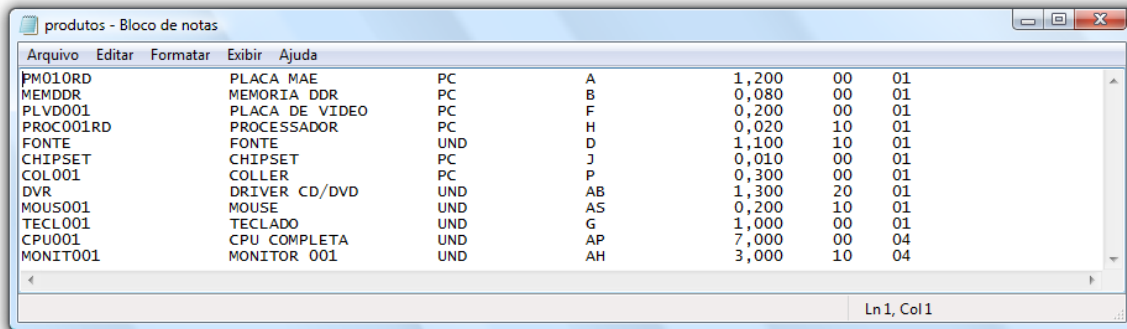 produtos - Bloco de notas
Arquivo Editar Formatar Exibir Ajuda
PM010RD PLACA MAE PC A 1,200 00 01
MEMDDR MEMORIA DDR PC B 0,080 00 01
PLVD001 PLACA DE VIDEO PC F 0,200 00 01
PROC001RD PROCESSADOR PC H 0,020 10 01
FONTE FONTE UND D 1,100 10 01
CHIPSET CHIPSET PC J 0,010 00 01
COL001 COLLER PC P 0,300 00 01
DVR DRIVER CD/DVD UND AB 1,300 20 01
MOUS001 MOUSE UND AS 0,200 10 01
TECL001 TECLADO UND G 1,000 00 01
CPU001 CPU COMPLETA UND AP 7,000 00 04
MONIT001 MONITOR 001 UND AH 3,000 10 04
Ln 1, Col 1